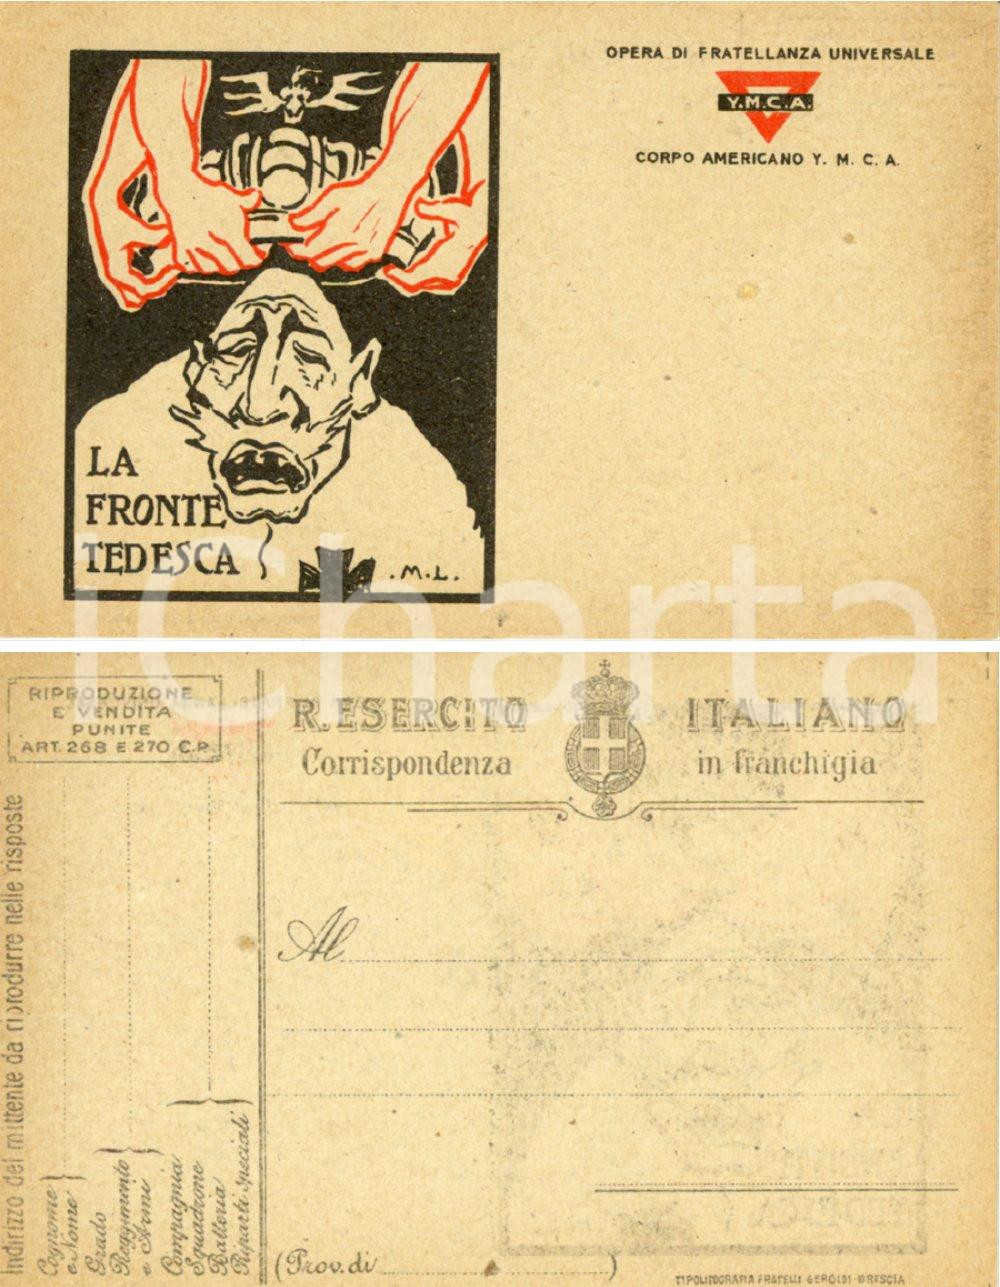 OPERA DI FRATELLANZA UNIVERSALE
Y.M.C.A.
CORPO AMERICANO Y. M. C. A.
LA
FRONTE
TEDESCA
.M.L.
iCharta
RIPRODUZIONE
E VENDITA
PUNITE
ART. 268 E 270 C.P.
R. ESERCITO ITALIANO
Corrispondenza in franchigia
Al
(Prov. di )
Indirizzo del mittente da riprodurre nelle risposte
Cognome
e Nome
Grado
Reggimento
e Armi
Compagnia
Squadrone
Batteria
Riparti speciali
TIPOLITOGRAFIA FRATELLI GEROLDI-BRESCIA